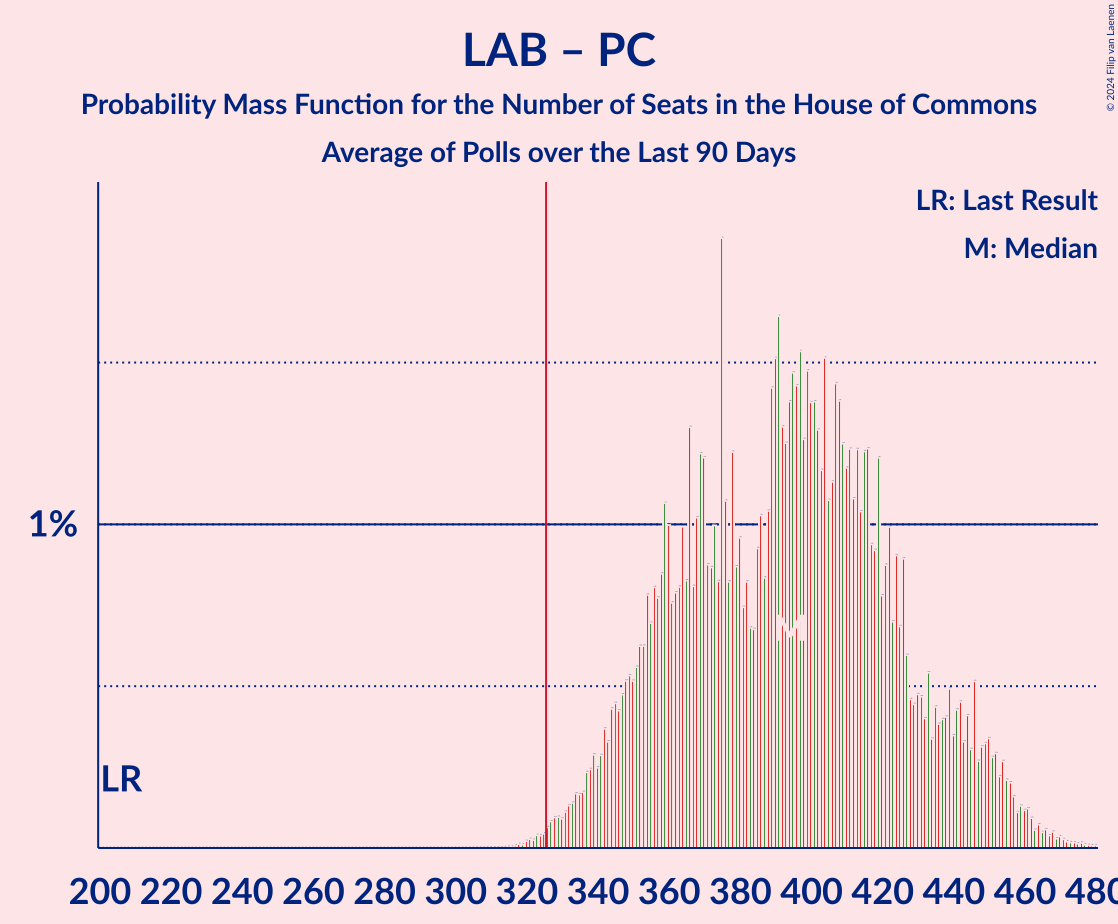 LAB – PC
Probability Mass Function for the Number of Seats in the House of Commons
Average of Polls over the Last 90 Days
© 2024 Filip van Laenen
LR: Last Result
M: Median
1%
M
LR
200 220 240 260 280 300 320 340 360 380 400 420 440 460 480